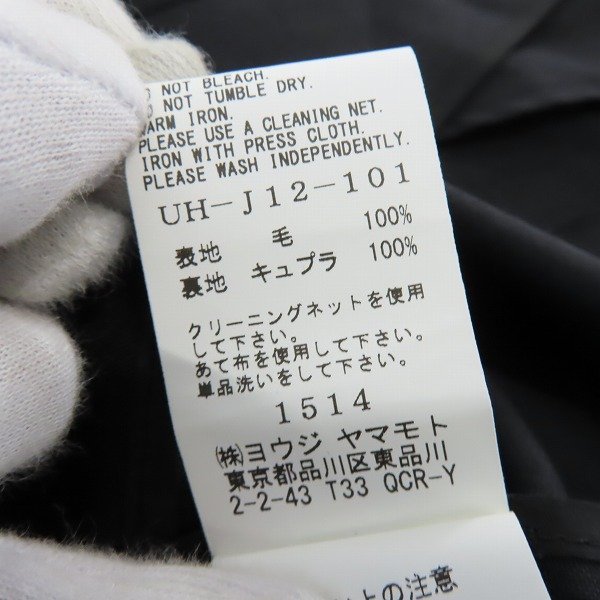 NOT BLEACH.
NOT TUMBLE DRY.
WARM IRON.
PLEASE USE A CLEANING NET.
IRON WITH PRESS CLOTH.
PLEASE WASH INDEPENDENTLY.
UH-J12-101
表地 毛 100%
裏地 キュプラ 100%
クリーニングネットを使用
して下さい。
あて布を使用して下さい。
単品洗いをして下さい。
1514
㈱ヨウジ ヤマモト
東京都品川区東品川
2-2-43 T33 QCR-Y
上の注意